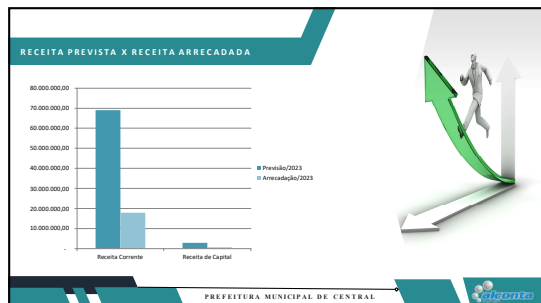 RECEITA PREVISTA X RECEITA ARRECADADA
80.000.000,00
70.000.000,00
60.000.000,00
50.000.000,00
40.000.000,00
30.000.000,00
20.000.000,00
10.000.000,00
-
Receita Corrente
Receita de Capital
Previsão/2023
Arrecadação/2023
PREFEITURA MUNICIPAL DE CENTRAL
alconta